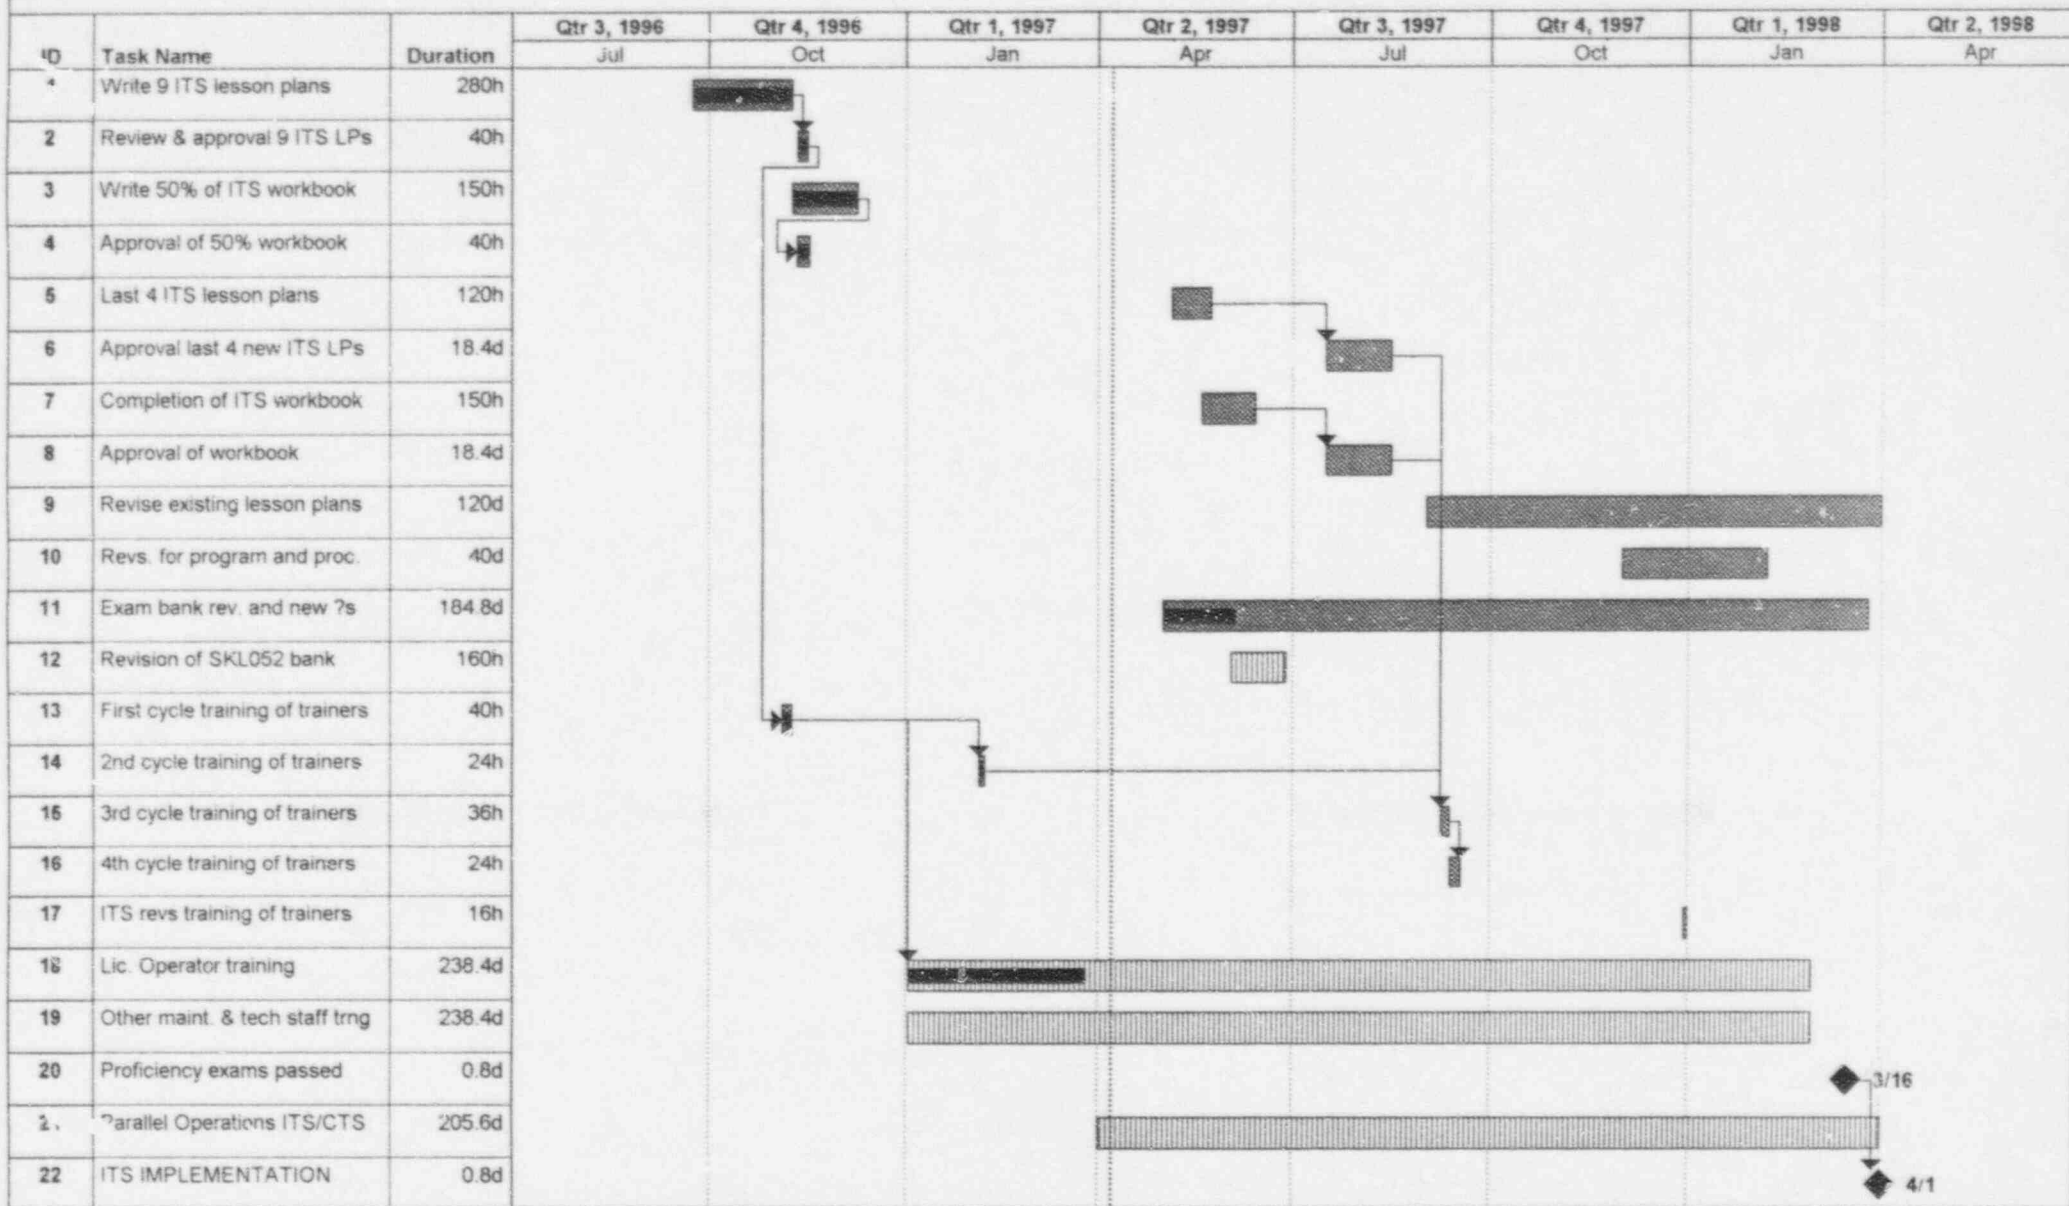 Qtr 3, 1996 Qtr 4, 1996 Qtr 1, 1997 Qtr 2, 1997 Qtr 3, 1997 Qtr 4, 1997 Qtr 1, 1998 Qtr 2, 1998
ID Task Name Duration Jul Oct Jan Apr Jul Oct Jan Apr
Write 9 ITS lesson plans 280h
2 Review & approval 9 ITS LPs 40h
3 Write 50% of ITS workbook 150h
4 Approval of 50% workbook 40h
5 Last 4 ITS lesson plans 120h
6 Approval last 4 new ITS LPs 18.4d
7 Completion of ITS workbook 150h
8 Approval of workbook 18.4d
9 Revise existing lesson plans 120d
10 Revs. for program and proc. 40d
11 Exam bank rev. and new ?s 184.8d
12 Revision of SKL052 bank 160h
13 First cycle training of trainers 40h
14 2nd cycle training of trainers 24h
15 3rd cycle training of trainers 36h
16 4th cycle training of trainers 24h
17 ITS revs training of trainers 16h
18 Lic. Operator training 238.4d
19 Other maint. & tech staff trng 238.4d
20 Proficiency exams passed 0.8d 3/16
Parallel Operations ITS/CTS 205.6d
22 ITS IMPLEMENTATION 0.8d 4/1